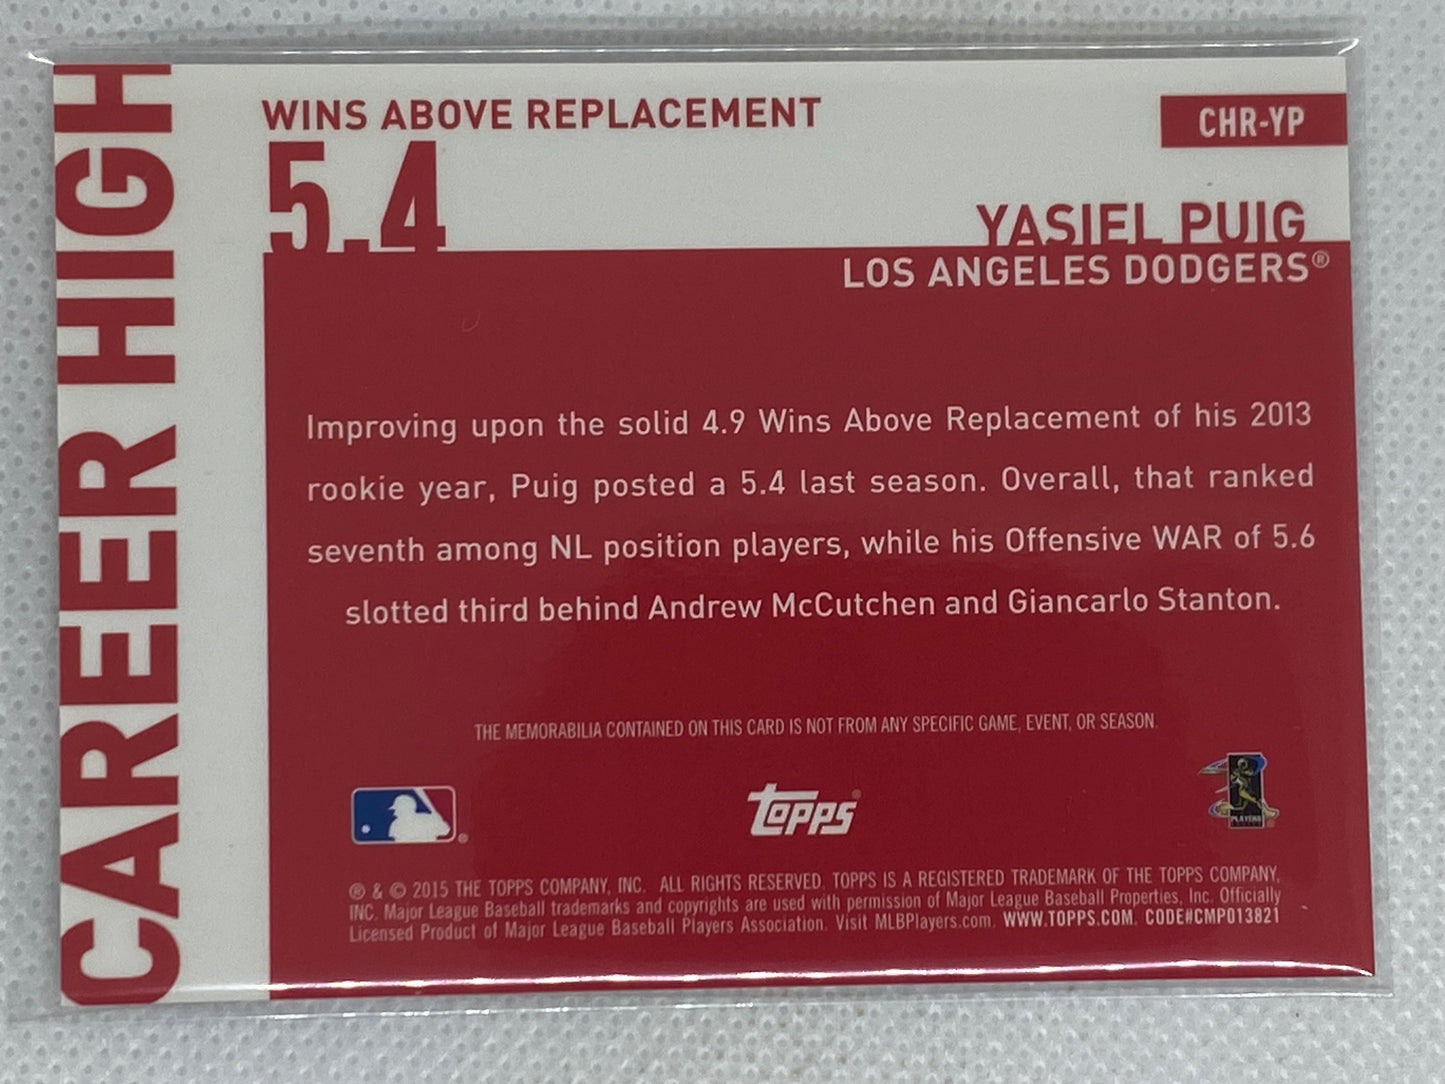 CAREER HIGH
WINS ABOVE REPLACEMENT
5.4
CHR-YP
YASIEL PUIG
LOS ANGELES DODGERS®
Improving upon the solid 4.9 Wins Above Replacement of his 2013
rookie year, Puig posted a 5.4 last season. Overall, that ranked
seventh among NL position players, while his Offensive WAR of 5.6
slotted third behind Andrew McCutchen and Giancarlo Stanton.
THE MEMORABILIA CONTAINED ON THIS CARD IS NOT FROM ANY SPECIFIC GAME, EVENT, OR SEASON.
®
Topps®
PLAYERS
® & © 2015 THE TOPPS COMPANY, INC. ALL RIGHTS RESERVED. TOPPS IS A REGISTERED TRADEMARK OF THE TOPPS COMPANY,
INC. Major League Baseball trademarks and copyrights are used with permission of Major League Baseball Properties, Inc. Officially
Licensed Product of Major League Baseball Players Association. Visit MLBPlayers.com. WWW.TOPPS.COM. CODE#CMP013821